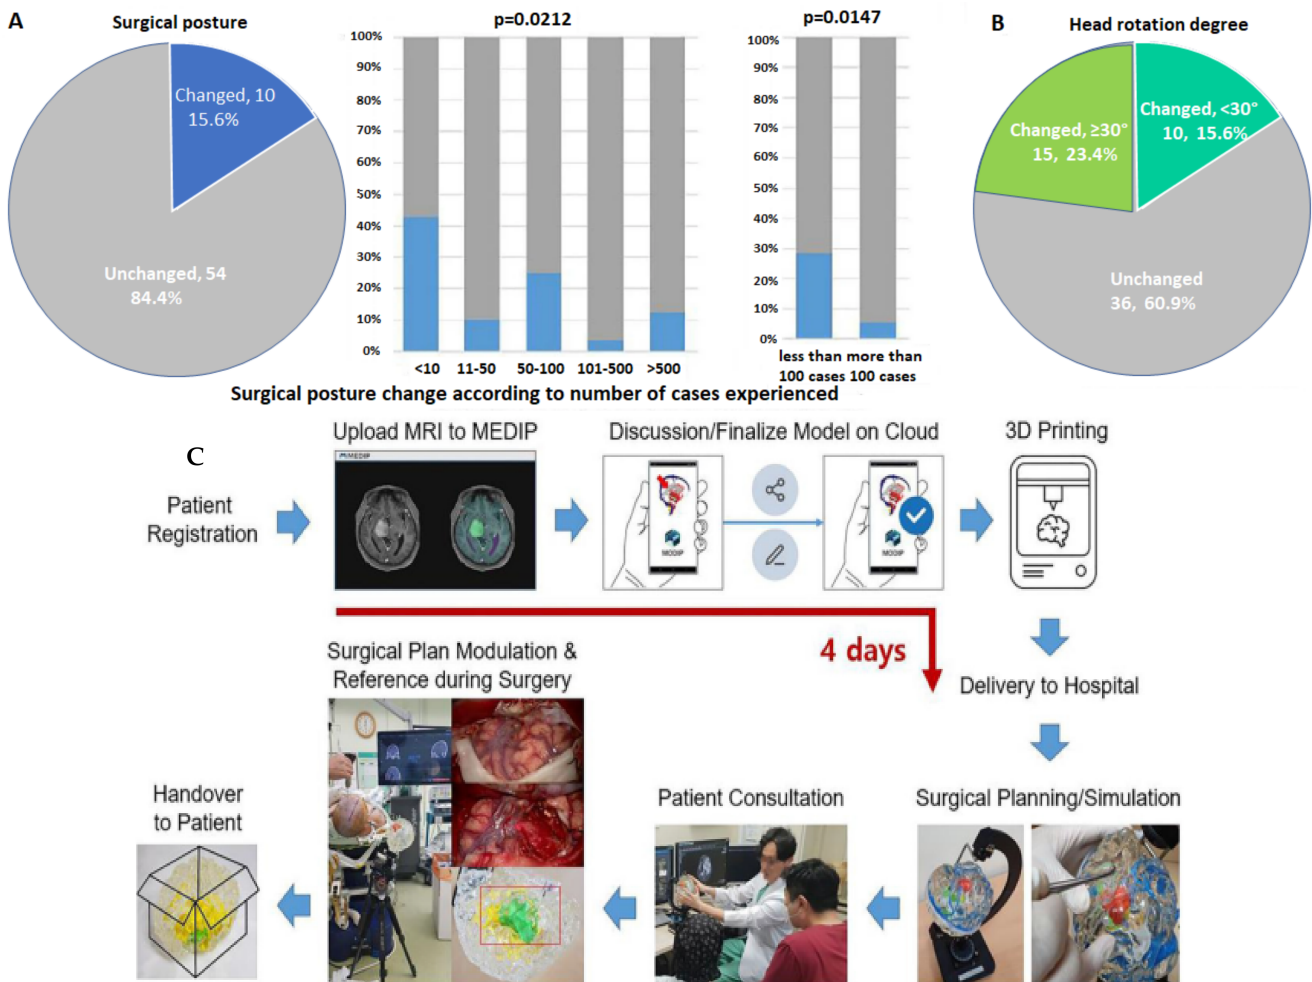 A
Surgical posture
Changed, 10
15.6%
Unchanged, 54
84.4%
p=0.0212
100%
90%
80%
70%
60%
50%
40%
30%
20%
10%
0%
<10 11-50 50-100 101-500 >500
p=0.0147
100%
90%
80%
70%
60%
50%
40%
30%
20%
10%
0%
less than more than
100 cases 100 cases
Surgical posture change according to number of cases experienced
B
Head rotation degree
Changed, <30°
10, 15.6%
Changed, ≥30°
15, 23.4%
Unchanged
36, 60.9%
C
Patient
Registration
Upload MRI to MEDIP
MEDIP
Discussion/Finalize Model on Cloud
MODIP
MODIP
3D Printing
4 days
Delivery to Hospital
Surgical Planning/Simulation
Patient Consultation
Surgical Plan Modulation &
Reference during Surgery
Handover
to Patient